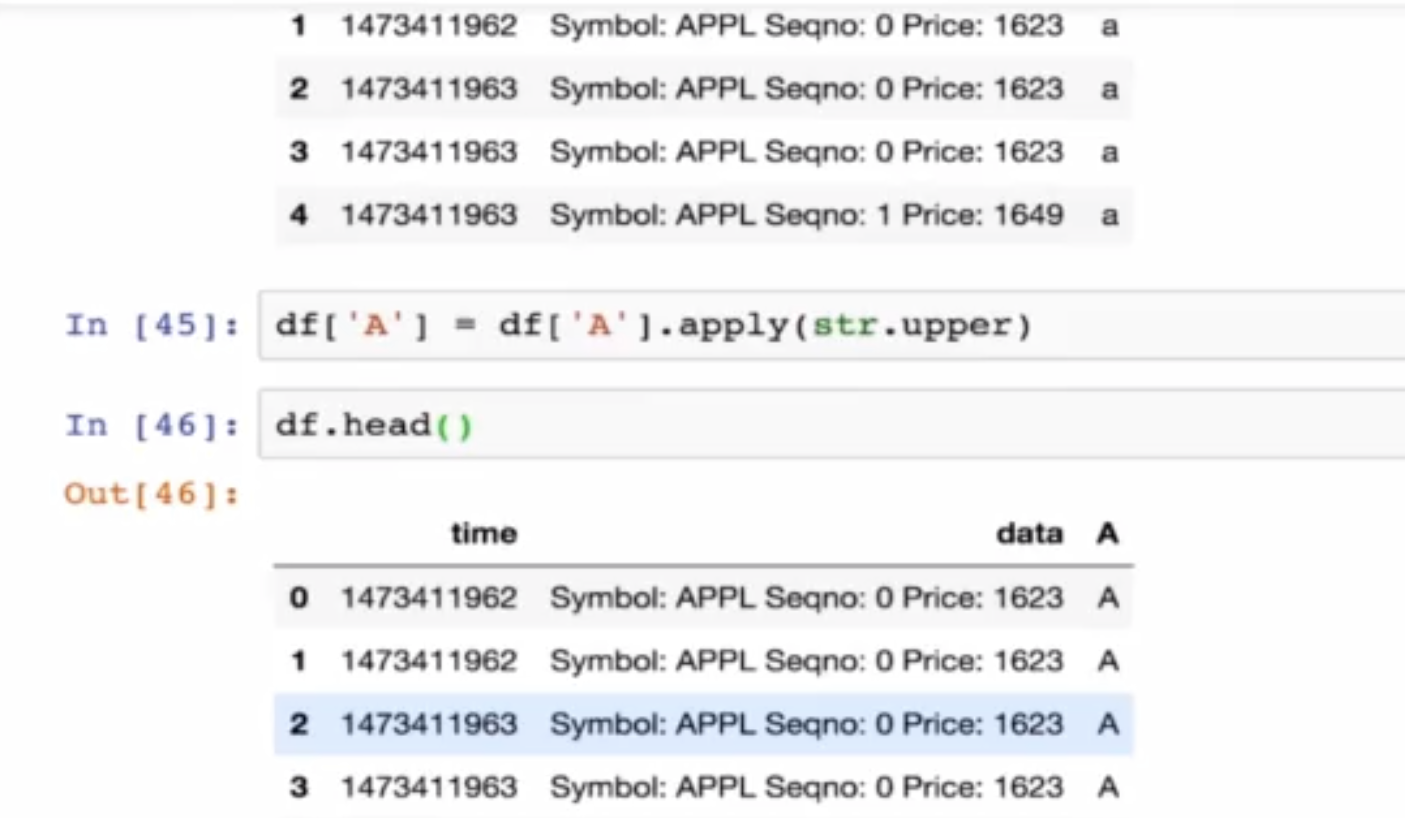 1 1473411962 Symbol: APPL Seqno: 0 Price: 1623 a
2 1473411963 Symbol: APPL Seqno: 0 Price: 1623 a
3 1473411963 Symbol: APPL Seqno: 0 Price: 1623 a
4 1473411963 Symbol: APPL Seqno: 1 Price: 1649 a
In [45]: df['A'] = df['A'].apply(str.upper)
In [46]: df.head()
Out[46]:
time data A
0 1473411962 Symbol: APPL Seqno: 0 Price: 1623 A
1 1473411962 Symbol: APPL Seqno: 0 Price: 1623 A
2 1473411963 Symbol: APPL Seqno: 0 Price: 1623 A
3 1473411963 Symbol: APPL Seqno: 0 Price: 1623 A